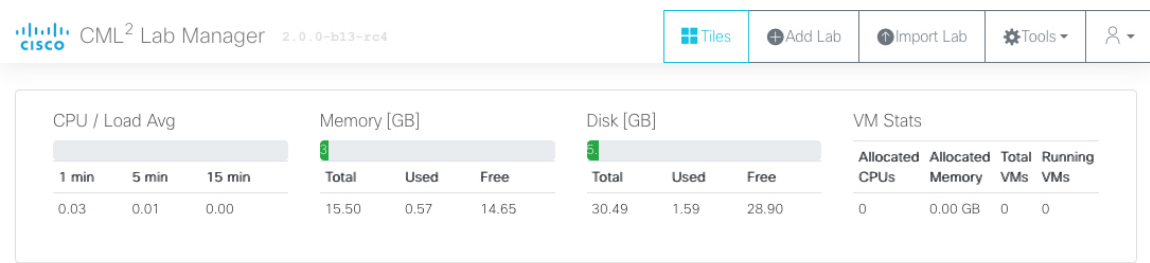 cisco CML² Lab Manager 2.0.0-b13-rc4 Tiles Add Lab Import Lab Tools
CPU / Load Avg Memory [GB] Disk [GB] VM Stats
3 5.
Allocated Allocated Total Running
1 min 5 min 15 min Total Used Free Total Used Free CPUs Memory VMs VMs
0.03 0.01 0.00 15.50 0.57 14.65 30.49 1.59 28.90 0 0.00 GB 0 0